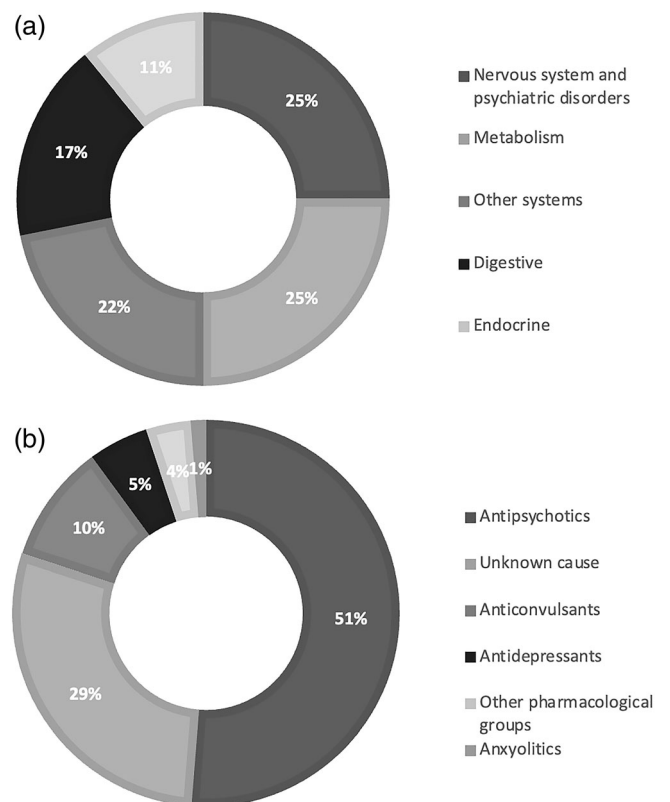 (a)
11%
25%
17%
22%
25%
Nervous system and
psychiatric disorders
Metabolism
Other systems
Digestive
Endocrine
(b)
5%
4%
1%
10%
51%
29%
Antipsychotics
Unknown cause
Anticonvulsants
Antidepressants
Other pharmacological
groups
Anxyolitics